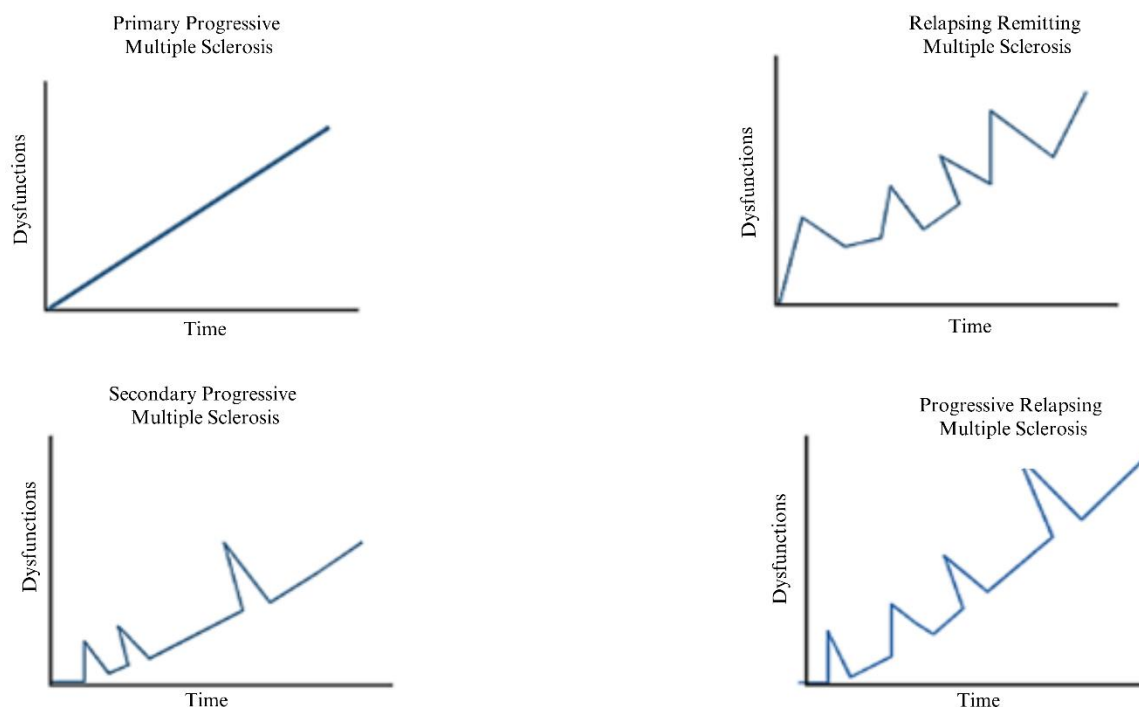 Primary Progressive
Multiple Sclerosis
Dysfunctions
Time
Relapsing Remitting
Multiple Sclerosis
Dysfunctions
Time
Secondary Progressive
Multiple Sclerosis
Dysfunctions
Time
Progressive Relapsing
Multiple Sclerosis
Dysfunctions
Time